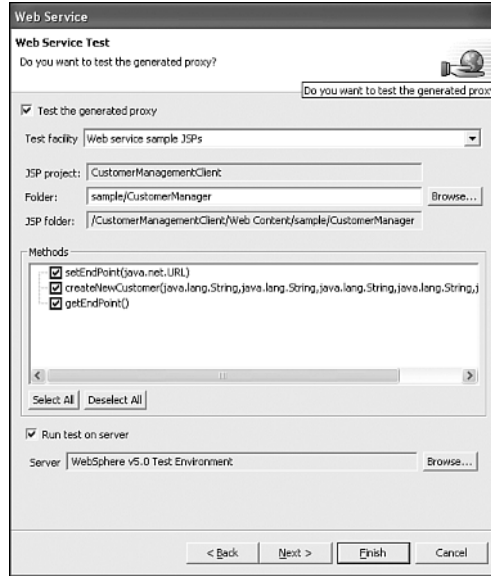 Web Service
Web Service Test
Do you want to test the generated proxy?
Do you want to test the generated proxy
Test the generated proxy
Test facility Web service sample JSPs
JSP project: CustomerManagementClient
Folder: sample/CustomerManager Browse...
JSP folder: /CustomerManagementClient/Web Content/sample/CustomerManager
Methods
setEndPoint(java.net.URL)
createNewCustomer(java.lang.String,java.lang.String,java.lang.String,java.lang.String,j
getEndPoint()
Select All Deselect All
Run test on server
Server WebSphere v5.0 Test Environment Browse...
< Back Next > Finish Cancel